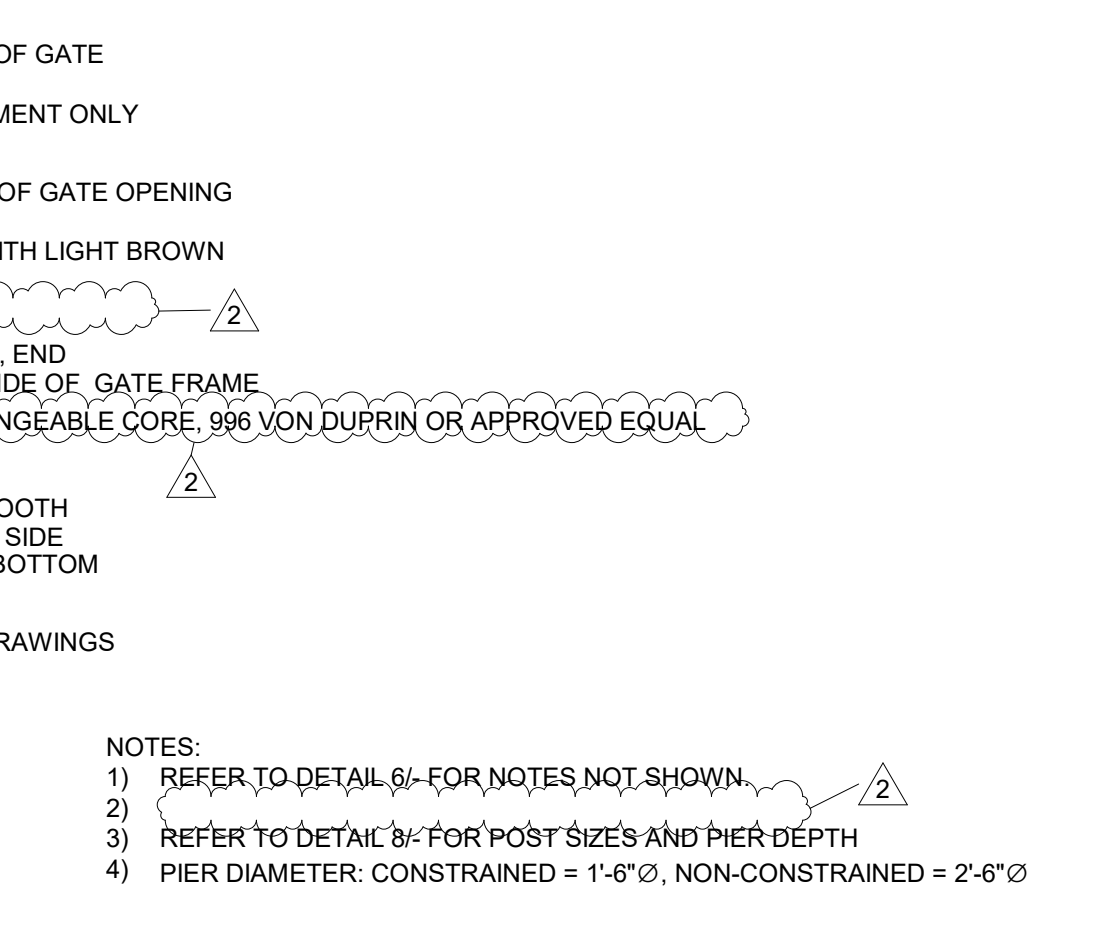 OF GATE
MENT ONLY
OF GATE OPENING
ITH LIGHT BROWN
2
, END
IDE OF GATE FRAME
NGEABLE CORE, 996 VON DUPRIN OR APPROVED EQUAL
2
OOTH
SIDE
BOTTOM
RAWINGS
NOTES:
1) REFER TO DETAIL 6/- FOR NOTES NOT SHOWN.
2
2)
3) REFER TO DETAIL 8/- FOR POST SIZES AND PIER DEPTH
4) PIER DIAMETER: CONSTRAINED = 1'-6"∅, NON-CONSTRAINED = 2'-6"∅